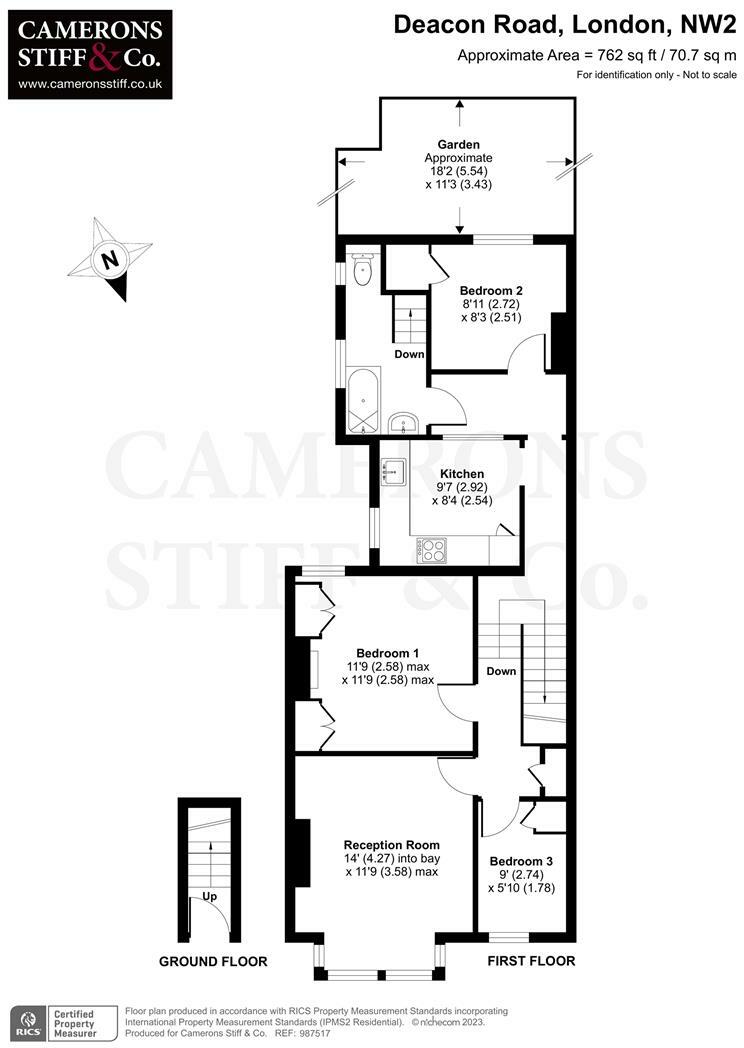 CAMERONS
STIFF & Co.
www.cameronsstiff.co.uk
Deacon Road, London, NW2
Approximate Area = 762 sq ft / 70.7 sq m
For identification only - Not to scale
Garden
Approximate
18'2 (5.54)
x 11'3 (3.43)
N
Bedroom 2
8'11 (2.72)
x 8'3 (2.51)
Down
CAMERONS
STIFF & Co.
Kitchen
9'7 (2.92)
x 8'4 (2.54)
Bedroom 1
11'9 (2.58) max
x 11'9 (2.58) max
Down
Reception Room
14' (4.27) into bay
x 11'9 (3.58) max
Bedroom 3
9' (2.74)
x 5'10 (1.78)
Up
GROUND FLOOR
FIRST FLOOR
RICS
Certified
Property
Measurer
Floor plan produced in accordance with RICS Property Measurement Standards incorporating
International Property Measurement Standards (IPMS2 Residential). © nichecom 2023.
Produced for Camerons Stiff & Co. REF: 987517